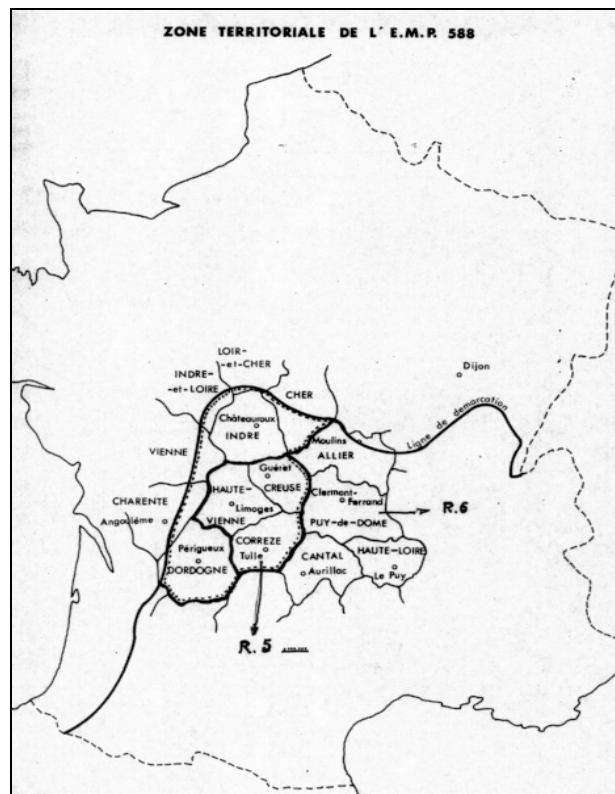 ZONE TERRITORIALE DE L' E.M.P. 588
LOIR-
-et-CHER
INDRE-
-et-LOIRE
CHER
Dijon
Ligne de démarcation
Châteauroux
INDRE
Moulins
ALLIER
VIENNE
Guéret
CREUSE
HAUTE-
VIENNE
Limoges
Clermont-
Ferrand
R.6
CHARENTE
Angoulême
PUY-de-DOME
CORREZE
Tulle
Périgueux
DORDOGNE
CANTAL
Aurillac
HAUTE-LOIRE
Le Puy
R. 5